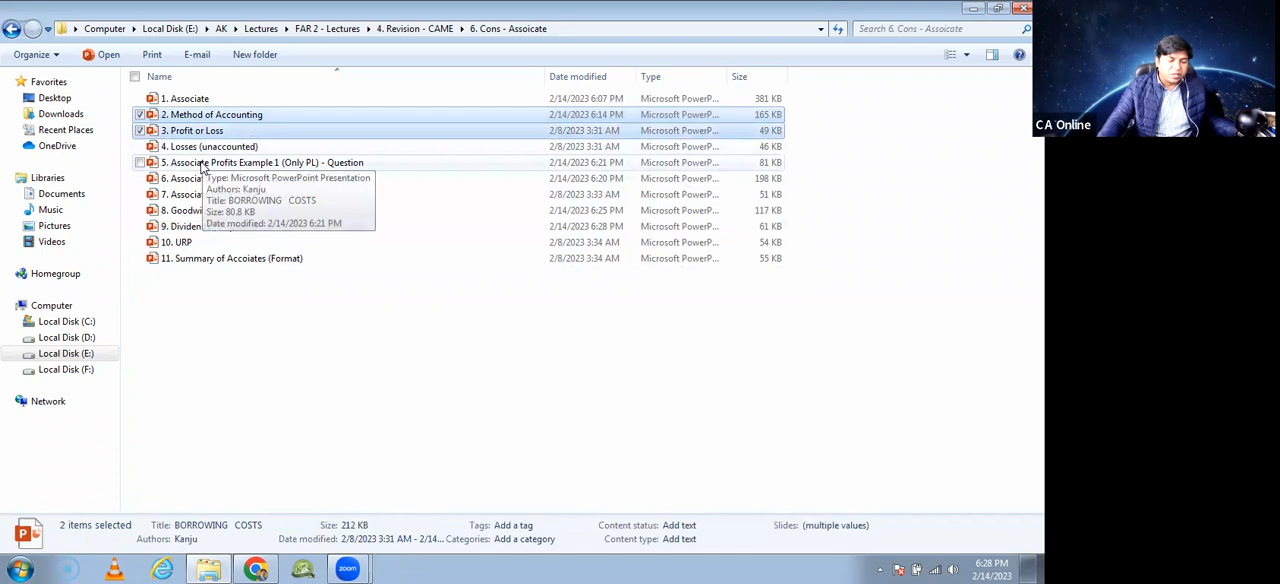 Computer ▸ Local Disk (E:) ▸ AK ▸ Lectures ▸ FAR 2 - Lectures ▸ 4. Revision - CAME ▸ 6. Cons - Assoicate
Search 6. Cons - Assoicate
Organize Open Print E-mail New folder
Name Date modified Type Size
Favorites
Desktop
Downloads
Recent Places
OneDrive
Libraries
Documents
Music
Pictures
Videos
Homegroup
Computer
Local Disk (C:)
Local Disk (D:)
Local Disk (E:)
Local Disk (F:)
Network
1. Associate 2/14/2023 6:07 PM Microsoft PowerP... 381 KB
2. Method of Accounting 2/14/2023 6:14 PM Microsoft PowerP... 165 KB
3. Profit or Loss 2/8/2023 3:31 AM Microsoft PowerP... 49 KB
4. Losses (unaccounted) 2/8/2023 3:31 AM Microsoft PowerP... 46 KB
5. Associate Profits Example 1 (Only PL) - Question 2/14/2023 6:21 PM Microsoft PowerP... 81 KB
6. Associa 2/14/2023 6:20 PM Microsoft PowerP... 198 KB
7. Associa 2/8/2023 3:33 AM Microsoft PowerP... 51 KB
8. Goodwi 2/14/2023 6:25 PM Microsoft PowerP... 117 KB
9. Dividen 2/14/2023 6:28 PM Microsoft PowerP... 61 KB
10. URP 2/8/2023 3:34 AM Microsoft PowerP... 54 KB
11. Summary of Accoiates (Format) 2/8/2023 3:34 AM Microsoft PowerP... 55 KB
Type: Microsoft PowerPoint Presentation
Authors: Kanju
Title: BORROWING COSTS
Size: 80.8 KB
Date modified: 2/14/2023 6:21 PM
C A Online
2 items selected Title: BORROWING COSTS Size: 212 KB Tags: Add a tag Content status: Add text Slides: (multiple values)
Authors: Kanju Date modified: 2/8/2023 3:31 AM - 2/14... Categories: Add a category Content type: Add text
zoom
6:28 PM
2/14/2023